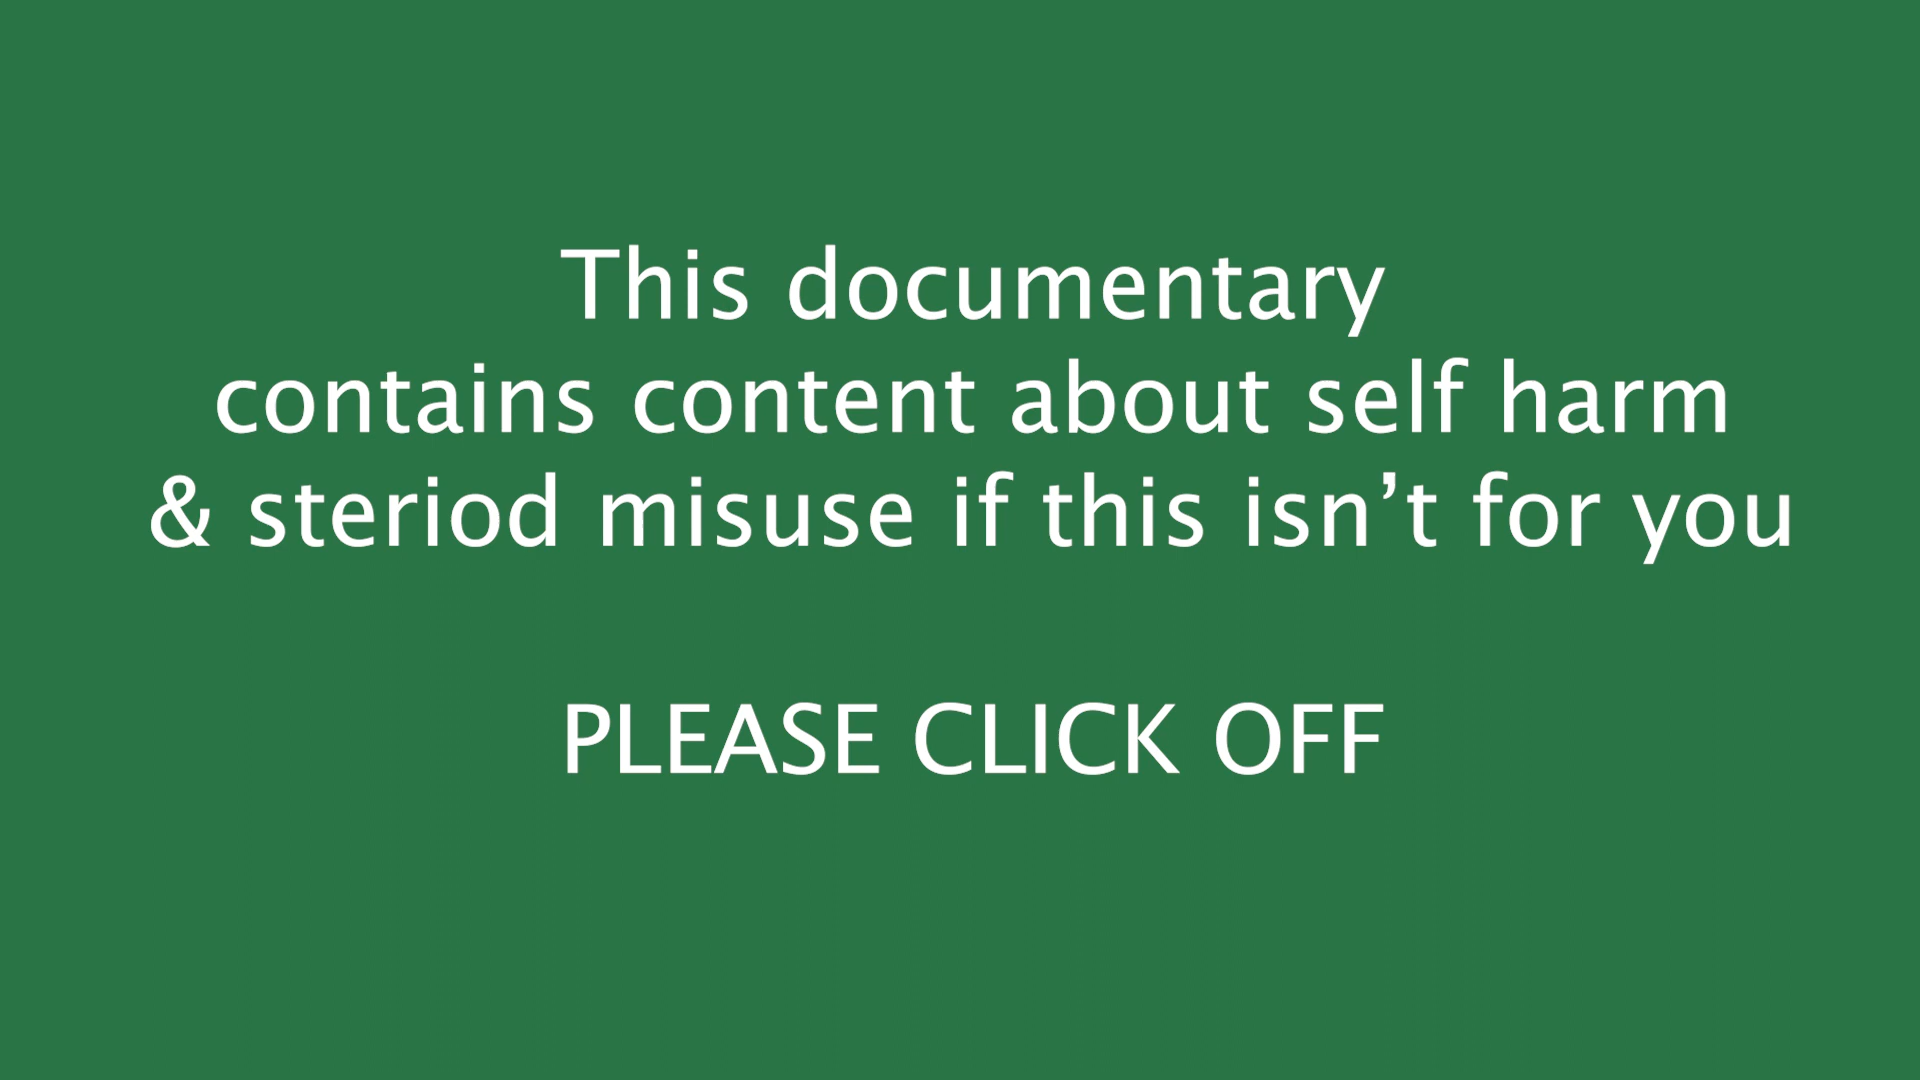 This documentary
contains content about self harm
& steriod misuse if this isn’t for you
PLEASE CLICK OFF